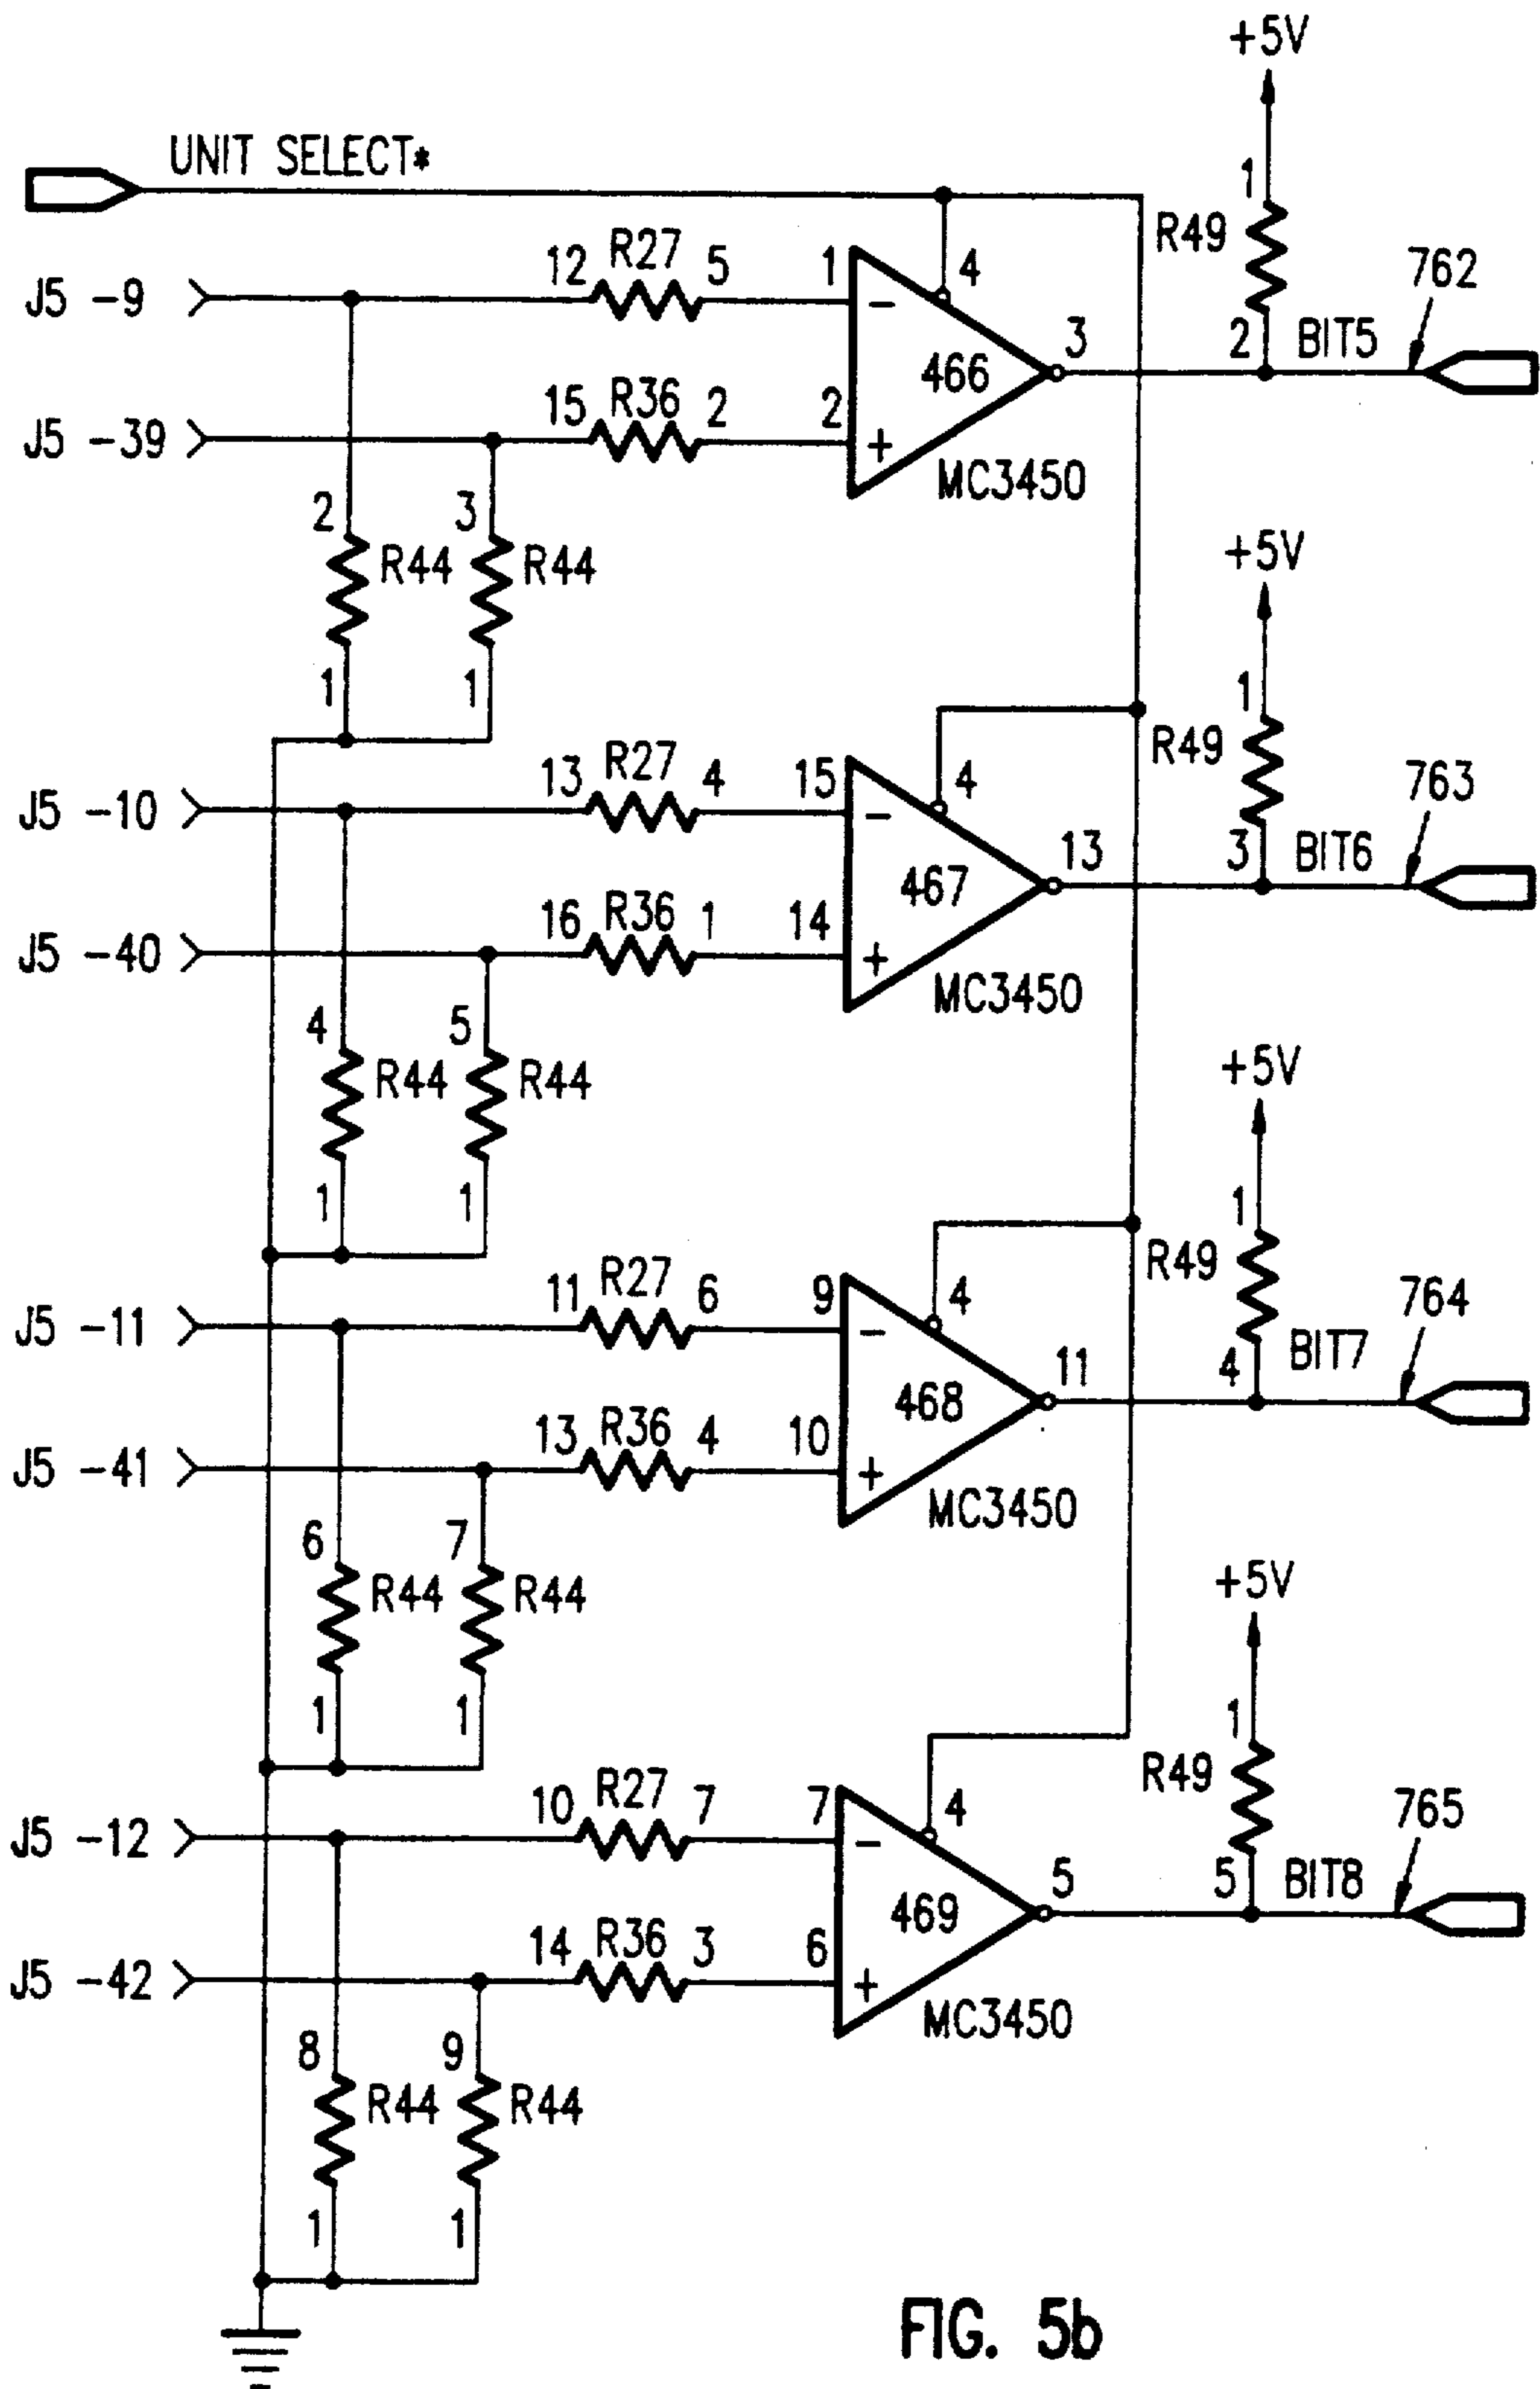 +5V
UNIT SELECT*
1
R49
J5 -9
12 R27 5
1
-
4
762
466
3
2 BIT5
J5 -39
15 R36 2
2
+
MC3450
2
R44
3
R44
1
1
+5V
1
R49
J5 -10
13 R27 4
15
-
4
763
467
13
3 BIT6
J5 -40
16 R36 1
14
+
MC3450
4
R44
5
R44
1
1
+5V
1
R49
J5 -11
11 R27 6
9
-
4
764
468
11
4 BIT7
J5 -41
13 R36 4
10
+
MC3450
6
R44
7
R44
1
1
+5V
1
R49
J5 -12
10 R27 7
7
-
4
765
469
5
5 BIT8
J5 -42
14 R36 3
6
+
MC3450
8
R44
9
R44
1
1
FIG. 5b